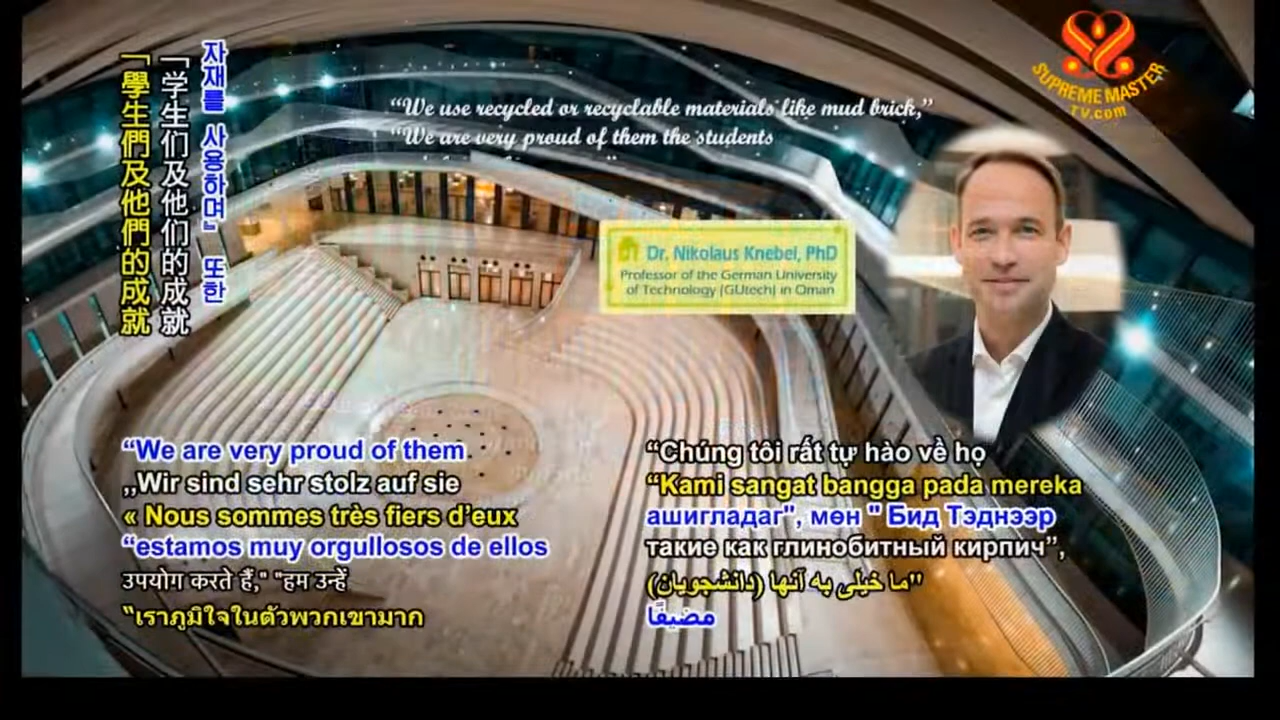 SUPREME MASTER
TV.com
“We use recycled or recyclable materials like mud brick,”
“We are very proud of them the students
Dr. Nikolaus Knebel, PhD
Professor of the German University
of Technology (GUtech) in Oman
자재를 사용하며』 또한
「学生们及他们的成就
「學生們及他們的成就
“We are very proud of them
„Wir sind sehr stolz auf sie
« Nous sommes très fiers d’eux
“estamos muy orgullosos de ellos
उपयोग करते हैं," "हम उन्हें
“เราภูมิใจในตัวพวกเขามาก
“Chúng tôi rất tự hào về họ
“Kami sangat bangga pada mereka
ашигладаг", мөн " Бид Тэднээр
такие как глинобитный кирпич”,
"ما خیلی به آنها (دانشجویان)
مضيفًا